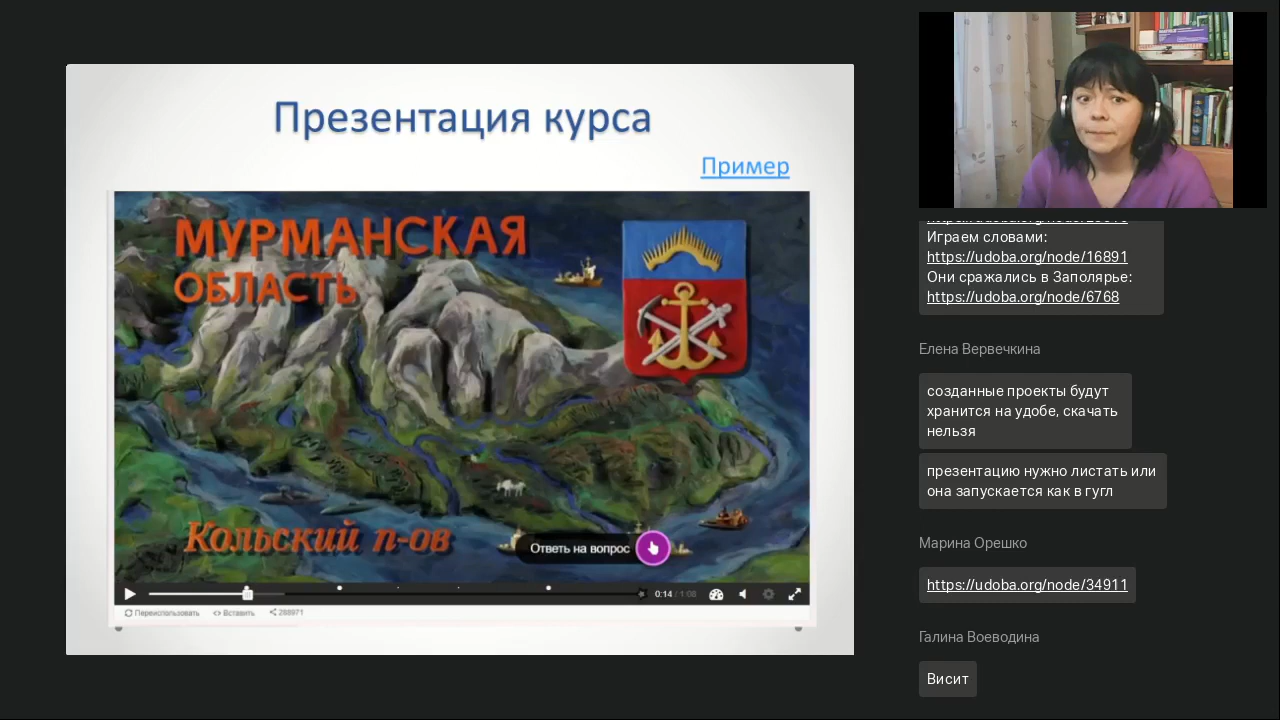 Презентация курса
Пример
МУРМАНСКАЯ
ОБЛАСТЬ
Кольский п-ов
Ответь на вопрос
0:14 / 1:08
Переиспользовать
Вставить
288971
Играем словами:
https://udoba.org/node/16891
Они сражались в Заполярье:
https://udoba.org/node/6768
Елена Вервечкина
созданные проекты будут
хранится на удобе, скачать
нельзя
презентацию нужно листать или
она запускается как в гугл
Марина Орешко
https://udoba.org/node/34911
Галина Воеводина
Висит